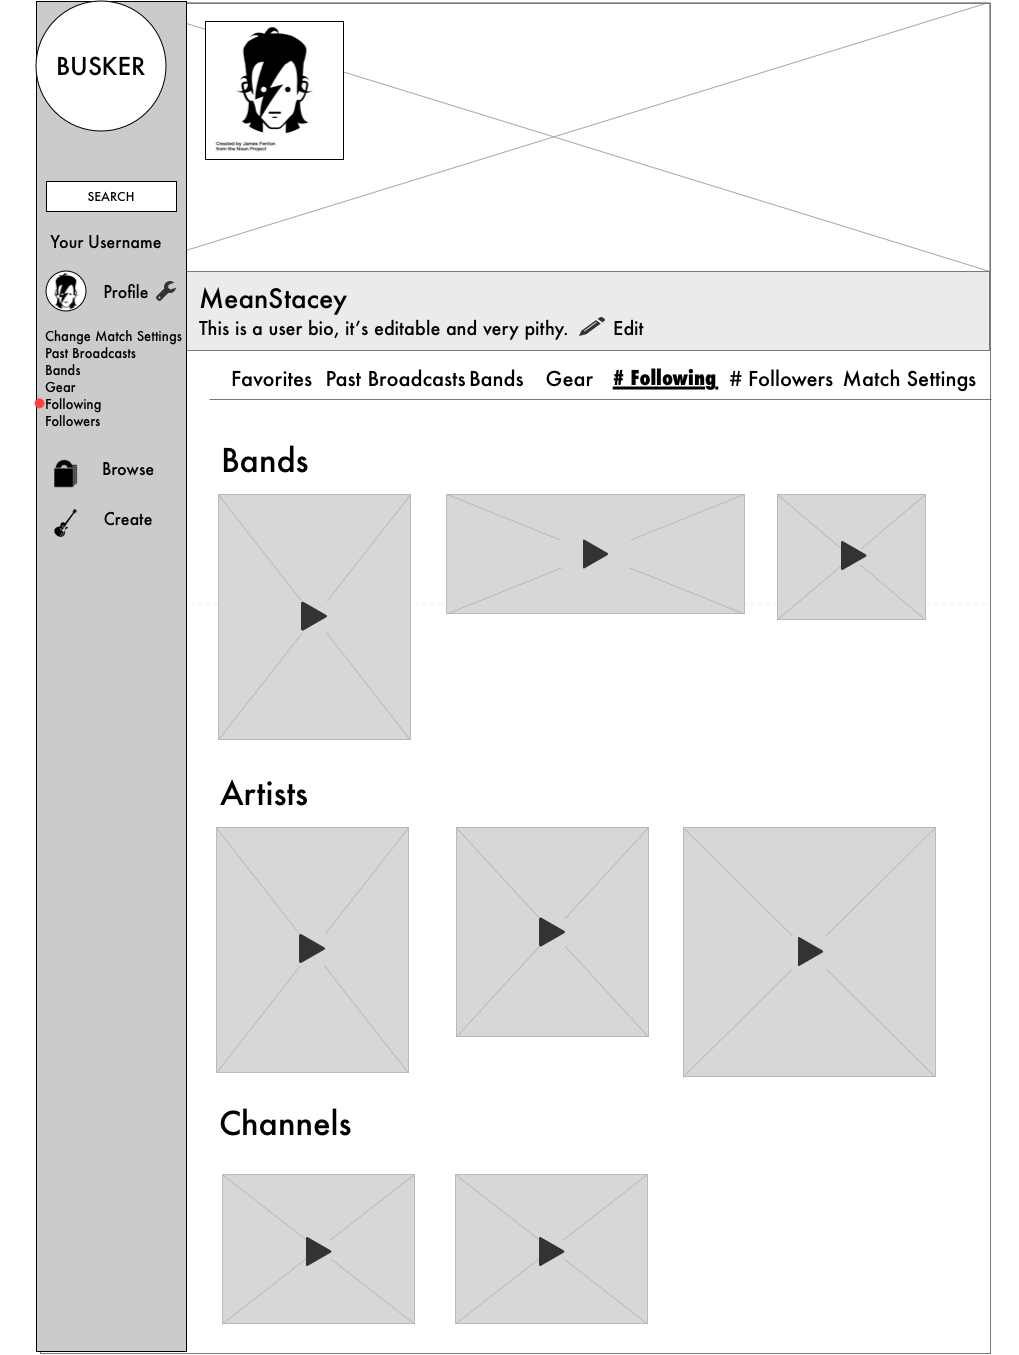 BUSKER
SEARCH
Your Username
Profile
Change Match Settings
Past Broadcasts
Bands
Gear
Following
Followers
Browse
Create
Created by James Fenton
from the Noun Project
MeanStacey
This is a user bio, it’s editable and very pithy. Edit
Favorites Past Broadcasts Bands Gear # Following # Followers Match Settings
Bands
Artists
Channels